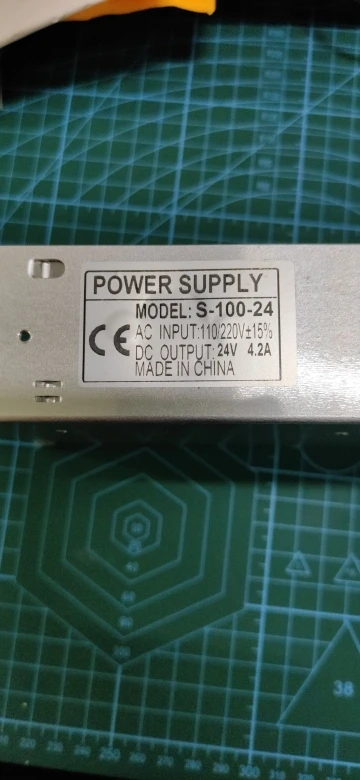 POWER SUPPLY
MODEL: S-100-24
CE
AC INPUT:110/220V±15%
DC OUTPUT: 24V 4.2A
MADE IN CHINA
38